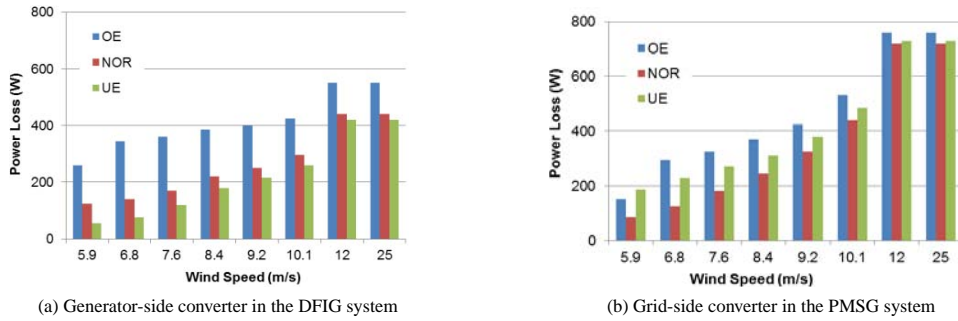 800
600
400
200
0
Power Loss (W)
OE
NOR
UE
5.9 6.8 7.6 8.4 9.2 10.1 12 25
Wind Speed (m/s)
(a) Generator-side converter in the DFIG system
800
600
400
200
0
Power Loss (W)
OE
NOR
UE
5.9 6.8 7.6 8.4 9.2 10.1 12 25
Wind Speed (m/s)
(b) Grid-side converter in the PMSG system